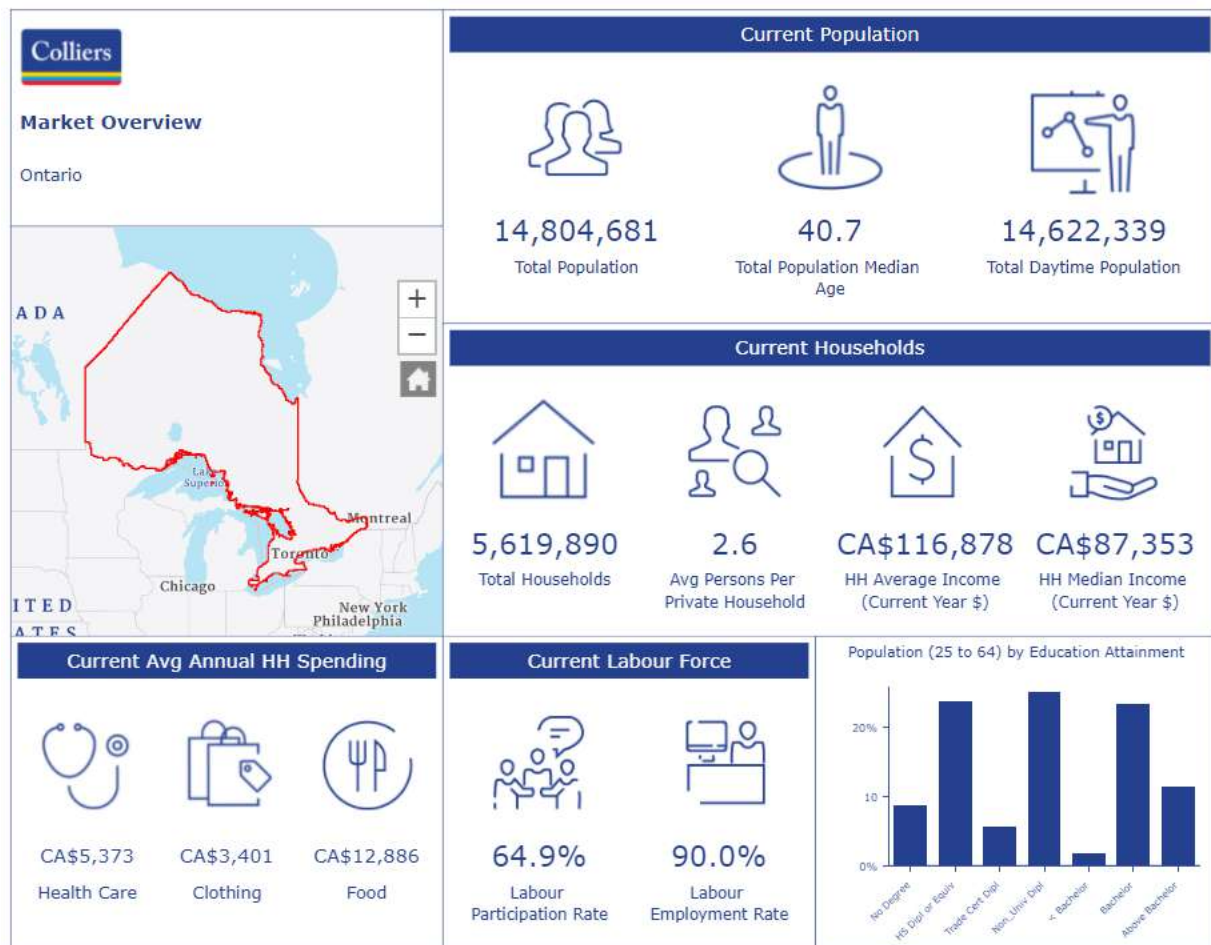 Colliers
Market Overview
Ontario
Current Population
14,804,681
Total Population
40.7
Total Population Median
Age
14,622,339
Total Daytime Population
ADA
Lake
Superior
Montreal
Toronto
Chicago
ITED
ATES
New York
Philadelphia
+
−
Current Households
5,619,890
Total Households
2.6
Avg Persons Per
Private Household
CA$116,878
HH Average Income
(Current Year $)
CA$87,353
HH Median Income
(Current Year $)
Current Avg Annual HH Spending
CA$5,373
Health Care
CA$3,401
Clothing
CA$12,886
Food
Current Labour Force
64.9%
Labour
Participation Rate
90.0%
Labour
Employment Rate
Population (25 to 64) by Education Attainment
20%
10
0%
No Degree
HS Dipl or Equiv
Trade Cert Dipl
Non_Univ Dipl
< Bachelor
Bachelor
Above Bachelor